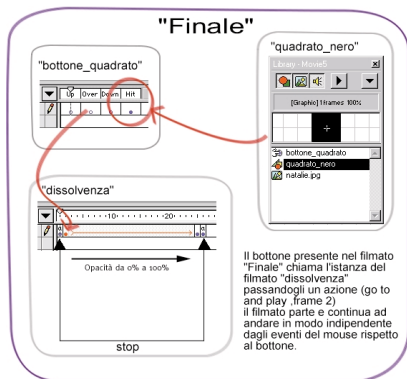 "Finale"
"bottone_quadrato"
Up Over Down Hit
"quadrato_nero"
Library - Movie5
[Graphic] 1 frames 100%
bottone_quadrato
quadrato_nero
natalie.jpg
"dissolvenza"
10 20
a a
Opacità da 0% a 100%
stop
Il bottone presente nel filmato
"Finale" chiama l'istanza del
filmato "dissolvenza"
passandogli un azione (go to
and play ,frame 2)
il filmato parte e continua ad
andare in modo indipendente
dagli eventi del mouse rispetto
al bottone.